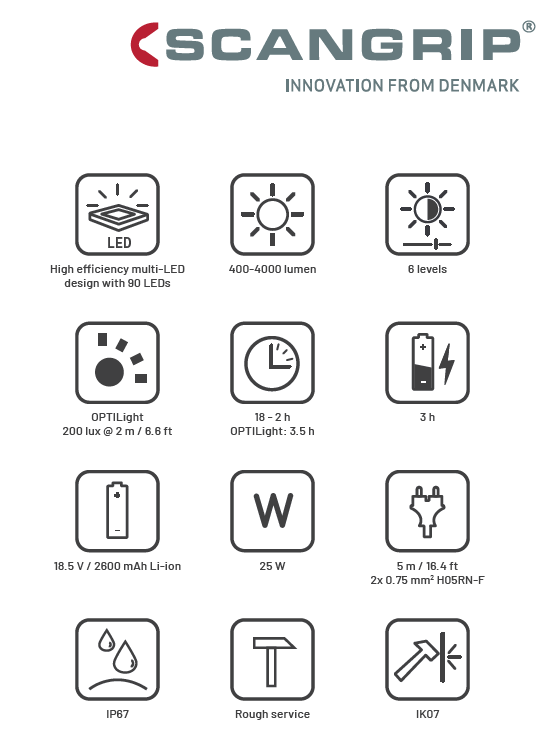 SCANGRIP®
INNOVATION FROM DENMARK
LED
High efficiency multi-LED
design with 90 LEDs
400-4000 lumen
6 levels
OPTILight
200 lux @ 2 m / 6.6 ft
18 - 2 h
OPTILight: 3.5 h
3 h
18.5 V / 2600 mAh Li-ion
W
25 W
5 m / 16.4 ft
2x 0.75 mm² H05RN-F
IP67
Rough service
IK07